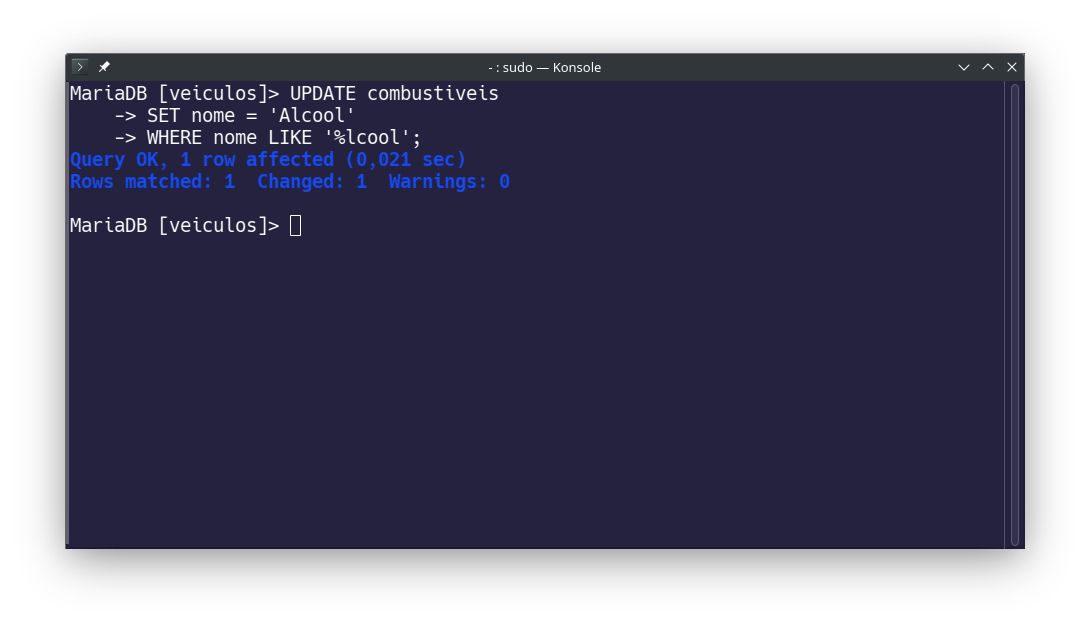 - : sudo — Konsole
MariaDB [veiculos]> UPDATE combustiveis
    -> SET nome = 'Alcool'
    -> WHERE nome LIKE '%lcool';
Query OK, 1 row affected (0,021 sec)
Rows matched: 1  Changed: 1  Warnings: 0
MariaDB [veiculos]>